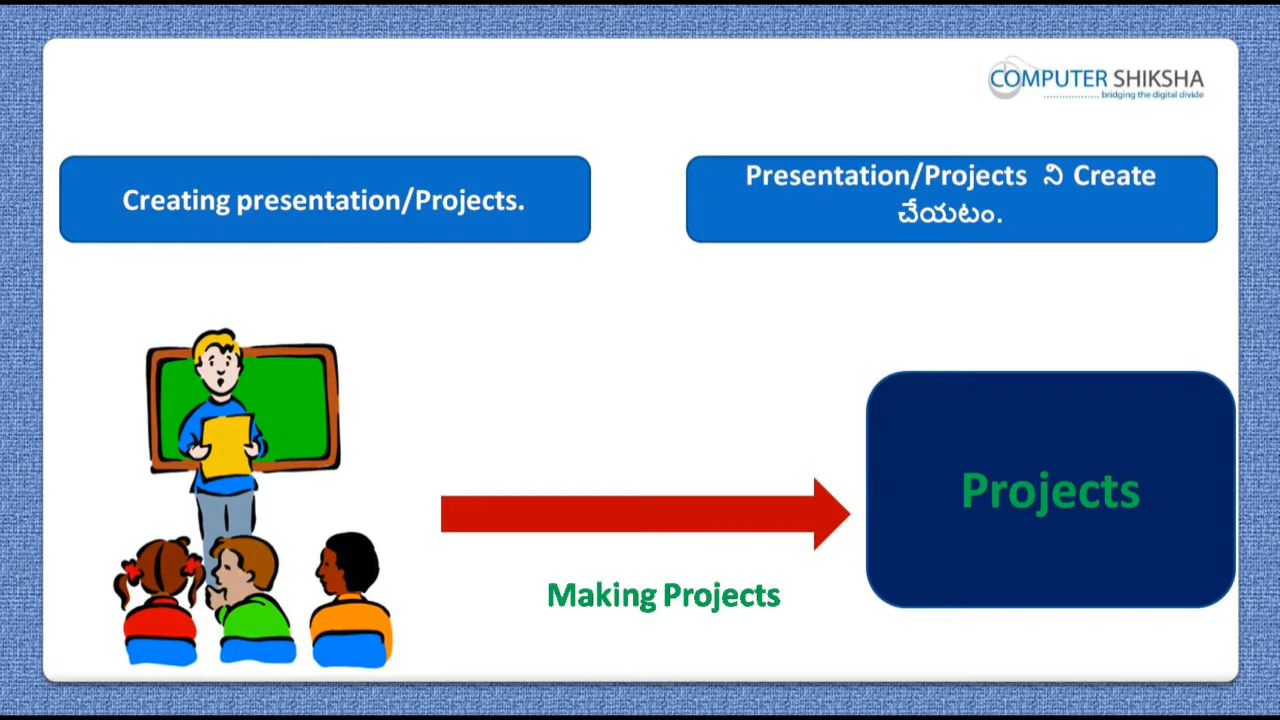 COMPUTER SHIKSHA
bridging the digital divide
Creating presentation/Projects.
Presentation/Projects ని Create
చేయటం.
Projects
Making Projects